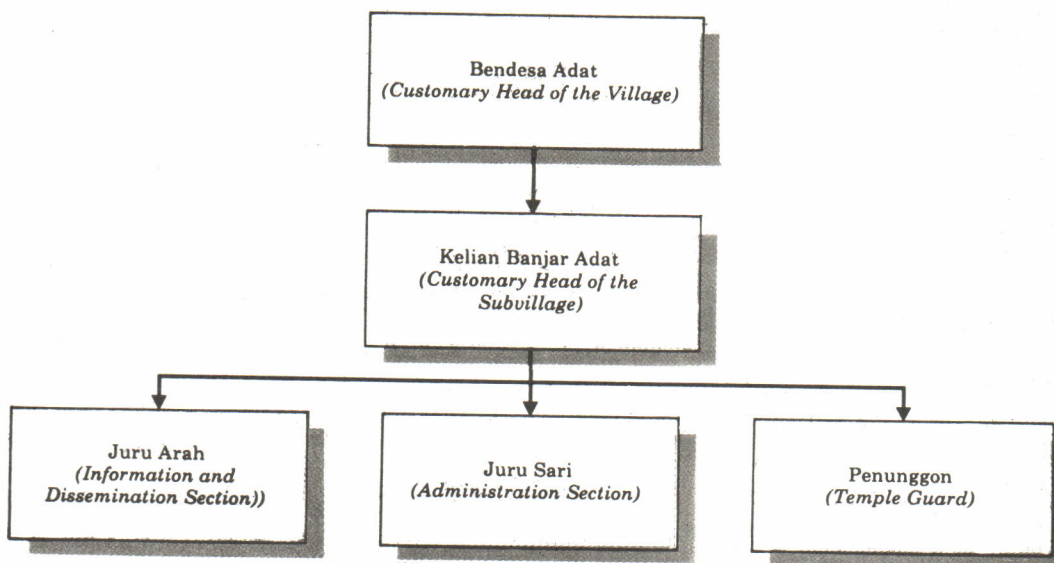 Bendesa Adat
(Customary Head of the Village)
Kelian Banjar Adat
(Customary Head of the
Subvillage)
Juru Arah
(Information and
Dissemination Section))
Juru Sari
(Administration Section)
Penunggon
(Temple Guard)